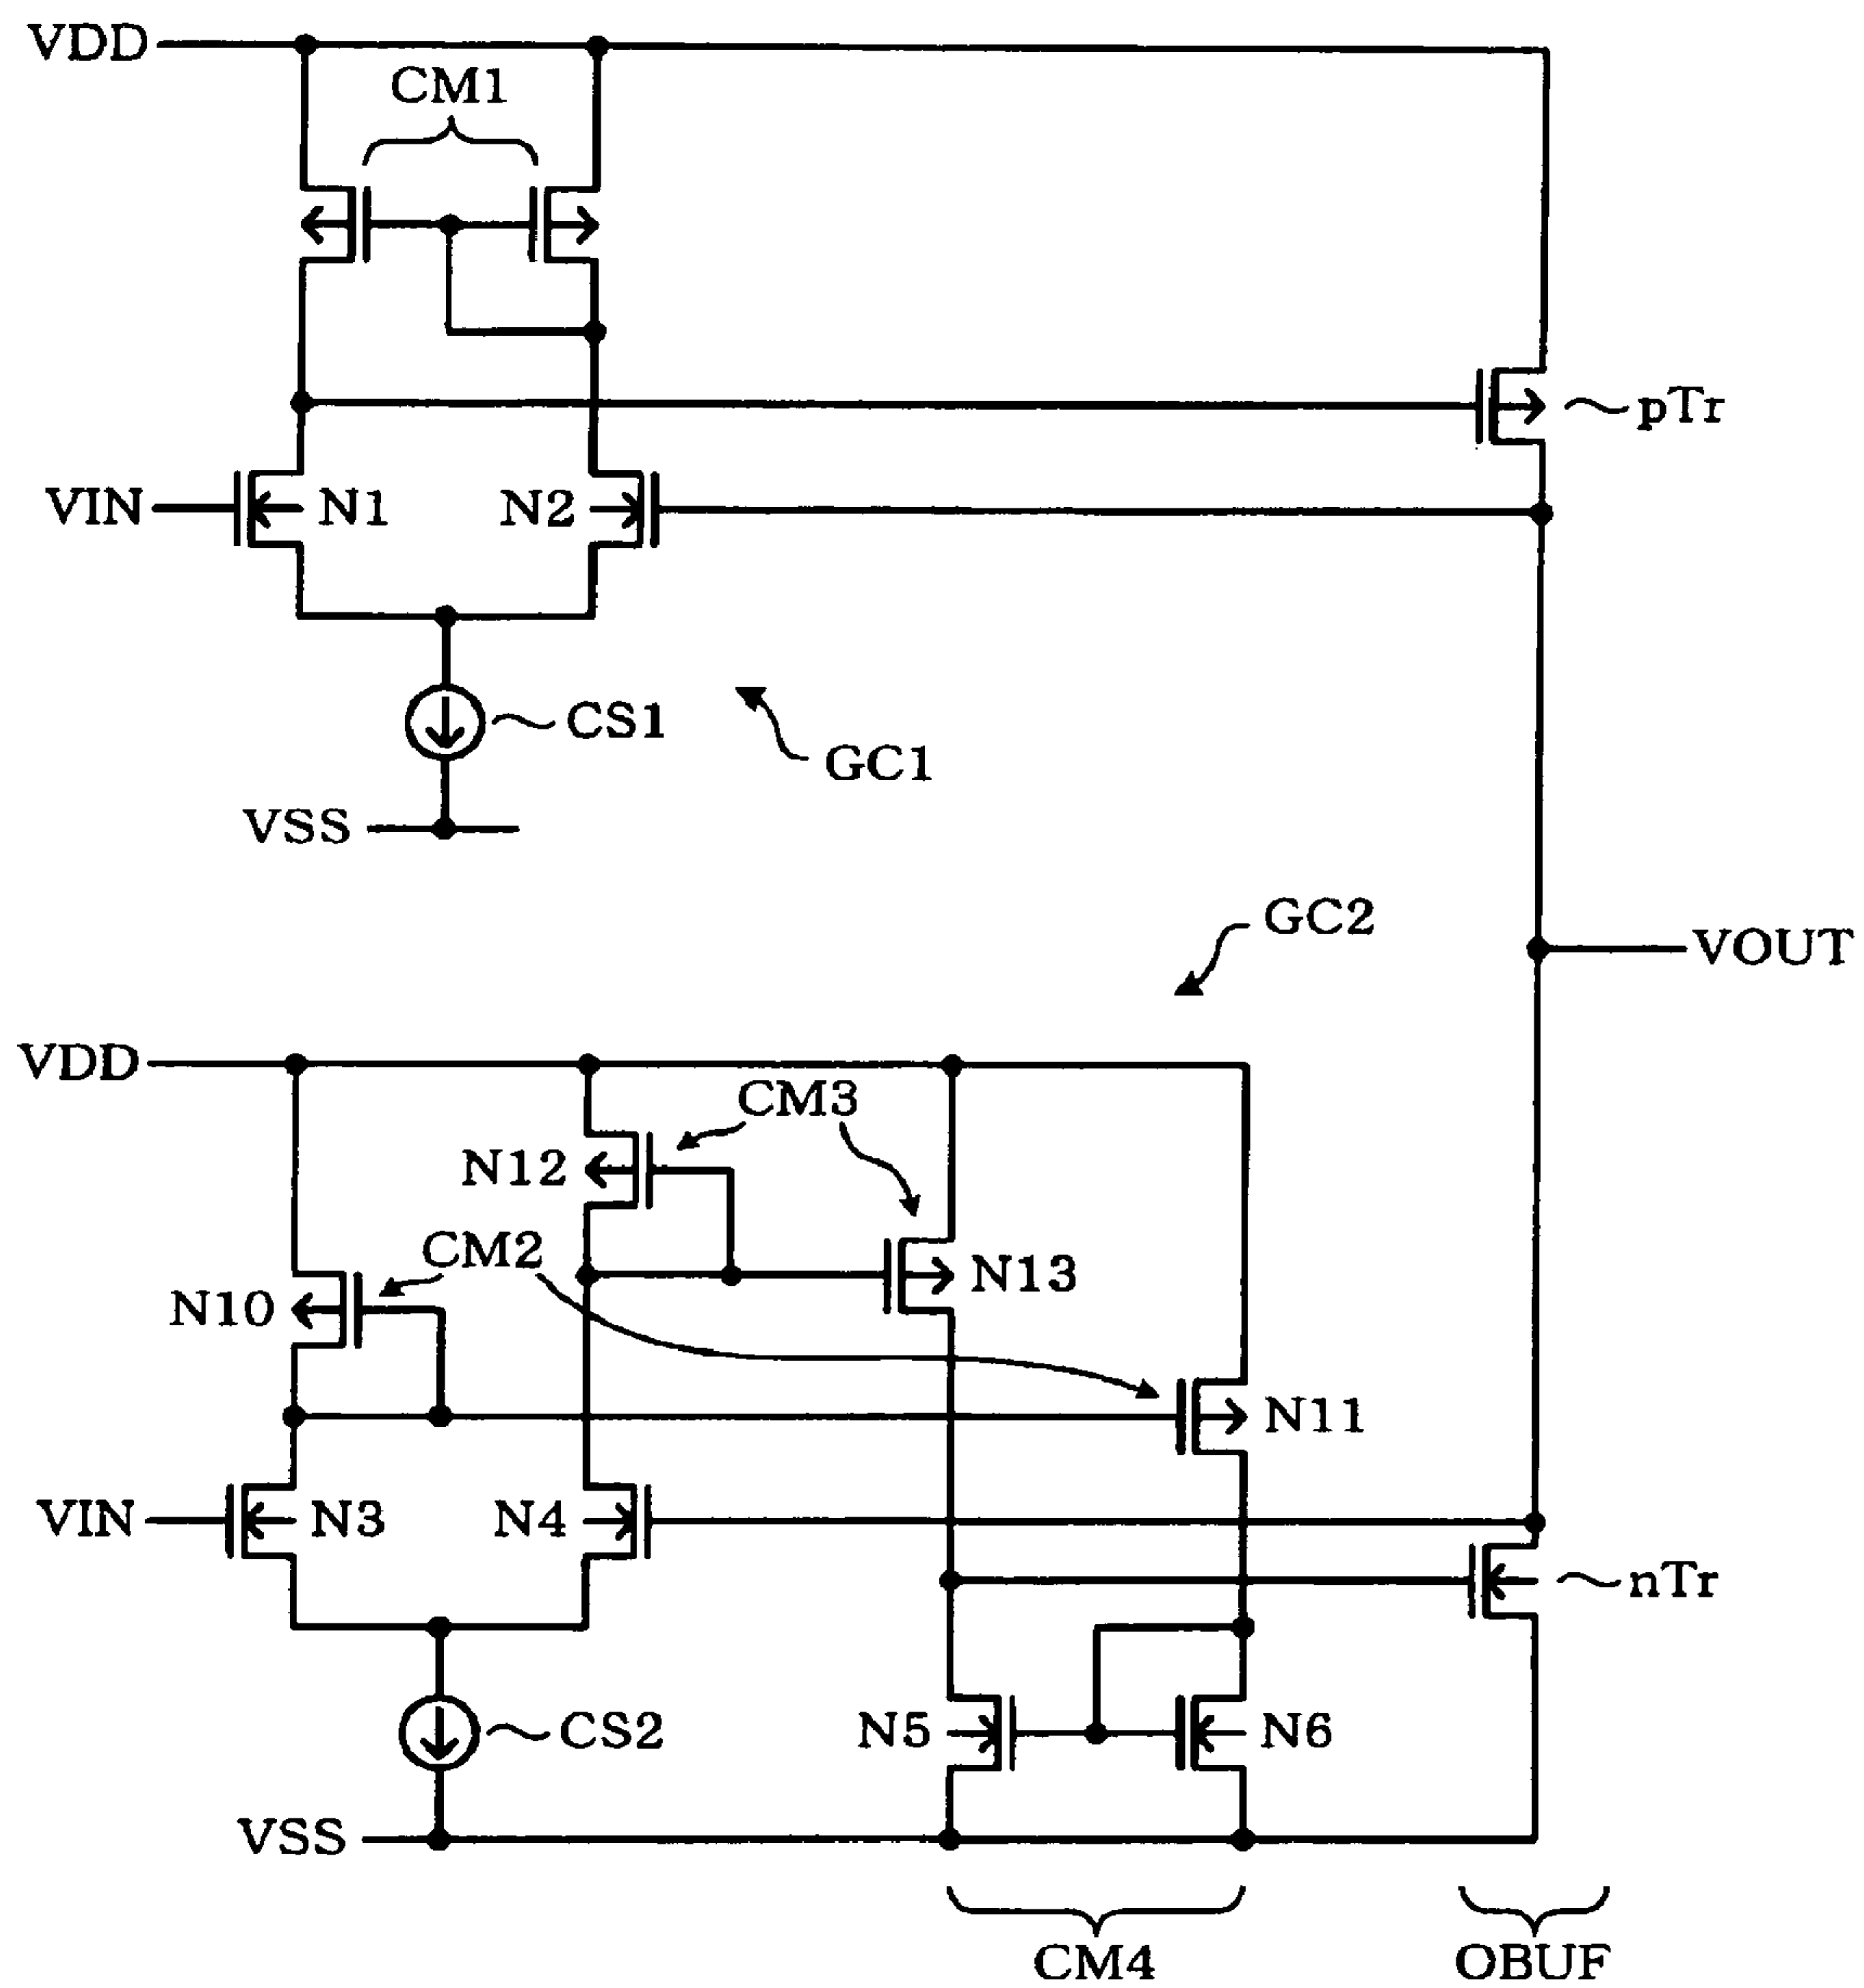 VDD
CM1
pTr
VIN
N1
N2
CS1
GC1
VSS
GC2
VOUT
VDD
CM3
N12
CM2
N13
N10
N11
VIN
N3
N4
nTr
CS2
N5
N6
VSS
CM4
OBUF